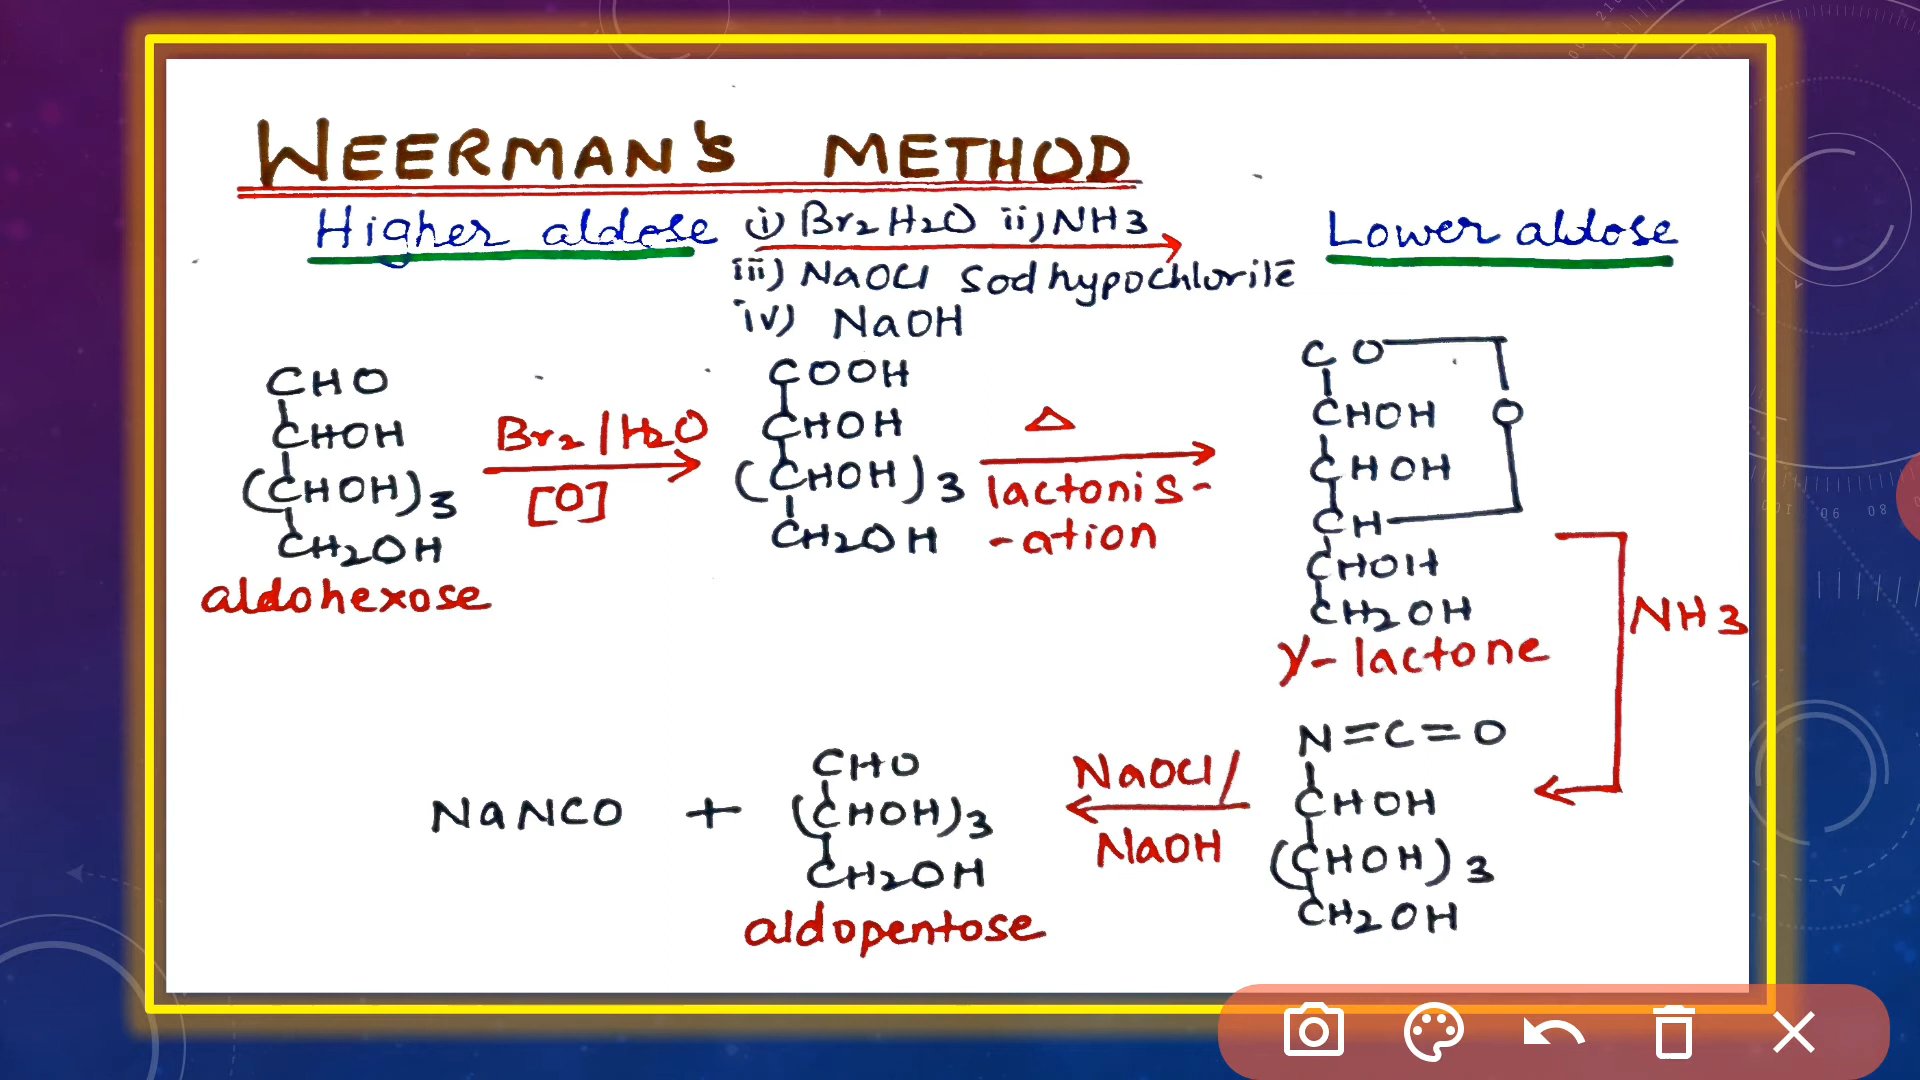 WEERMAN'S METHOD
Higher aldose (i) Br2 H2O ii) NH3 Lower aldose
iii) NaOCl Sod hypochlorite
iv) NaOH
CHO
CHOH
(CHOH)3
CH2OH
aldohexose
Br2/H2O
[O]
COOH
CHOH
(CHOH)3
CH2OH
△
lactonis-
-ation
C O
CHOH O
CHOH
CH
CHOH
CH2OH
γ-lactone
NH3
N=C=O
CHOH
(CHOH)3
CH2OH
NaOCl/
NaOH
CHO
NaNCO + (CHOH)3
CH2OH
aldopentose